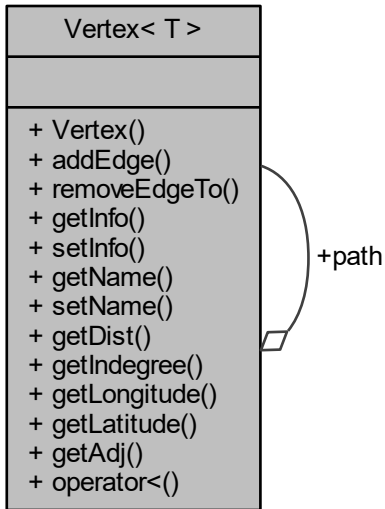 Vertex< T >
+ Vertex()
+ addEdge()
+ removeEdgeTo()
+ getInfo()
+ setInfo()
+ getName()
+ setName()
+ getDist()
+ getIndegree()
+ getLongitude()
+ getLatitude()
+ getAdj()
+ operator<()
+path